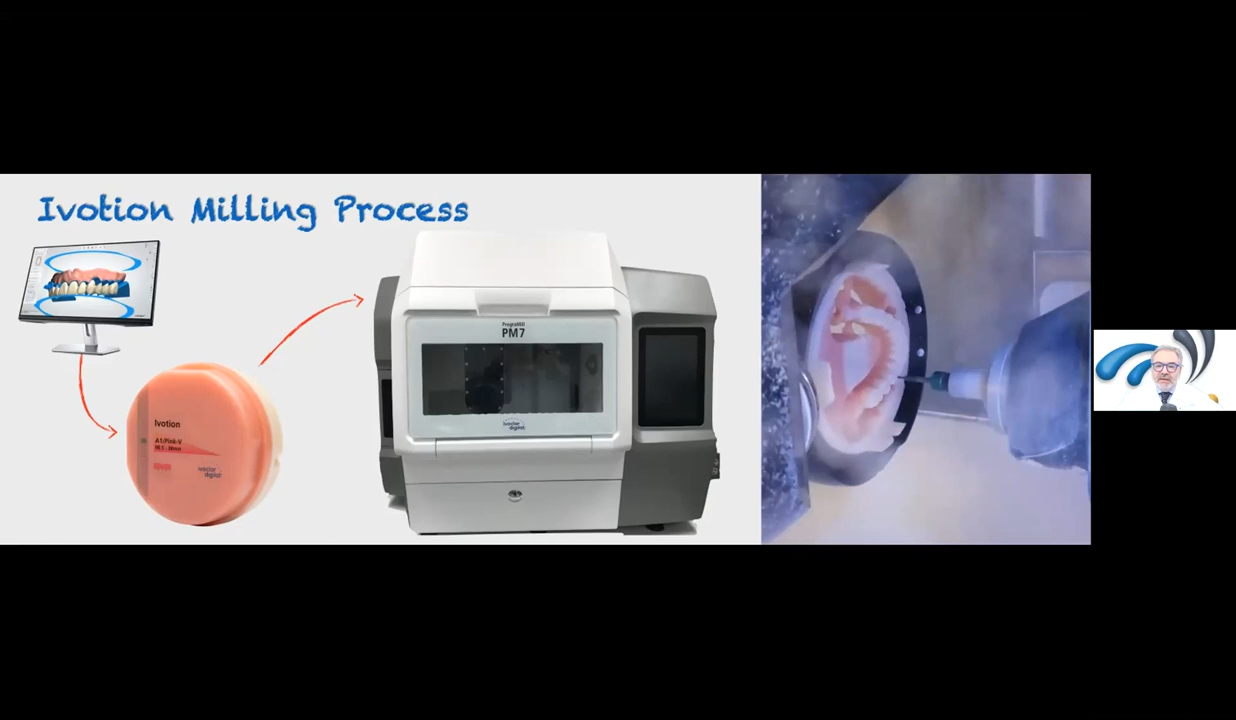 Ivotion Milling Process
PrograMill
PM7
ivoclar
digital
Ivotion
A1/Pink-V
ivoclar
digital